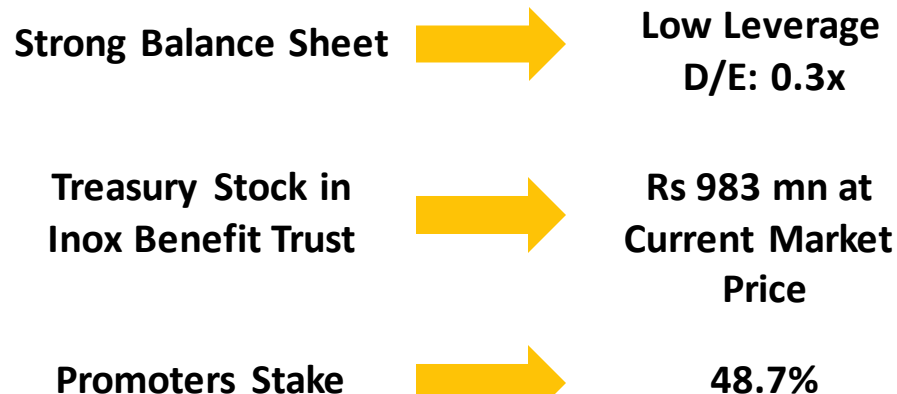 Strong Balance Sheet
Low Leverage
D/E: 0.3x
Treasury Stock in
Inox Benefit Trust
Rs 983 mn at
Current Market
Price
Promoters Stake
48.7%